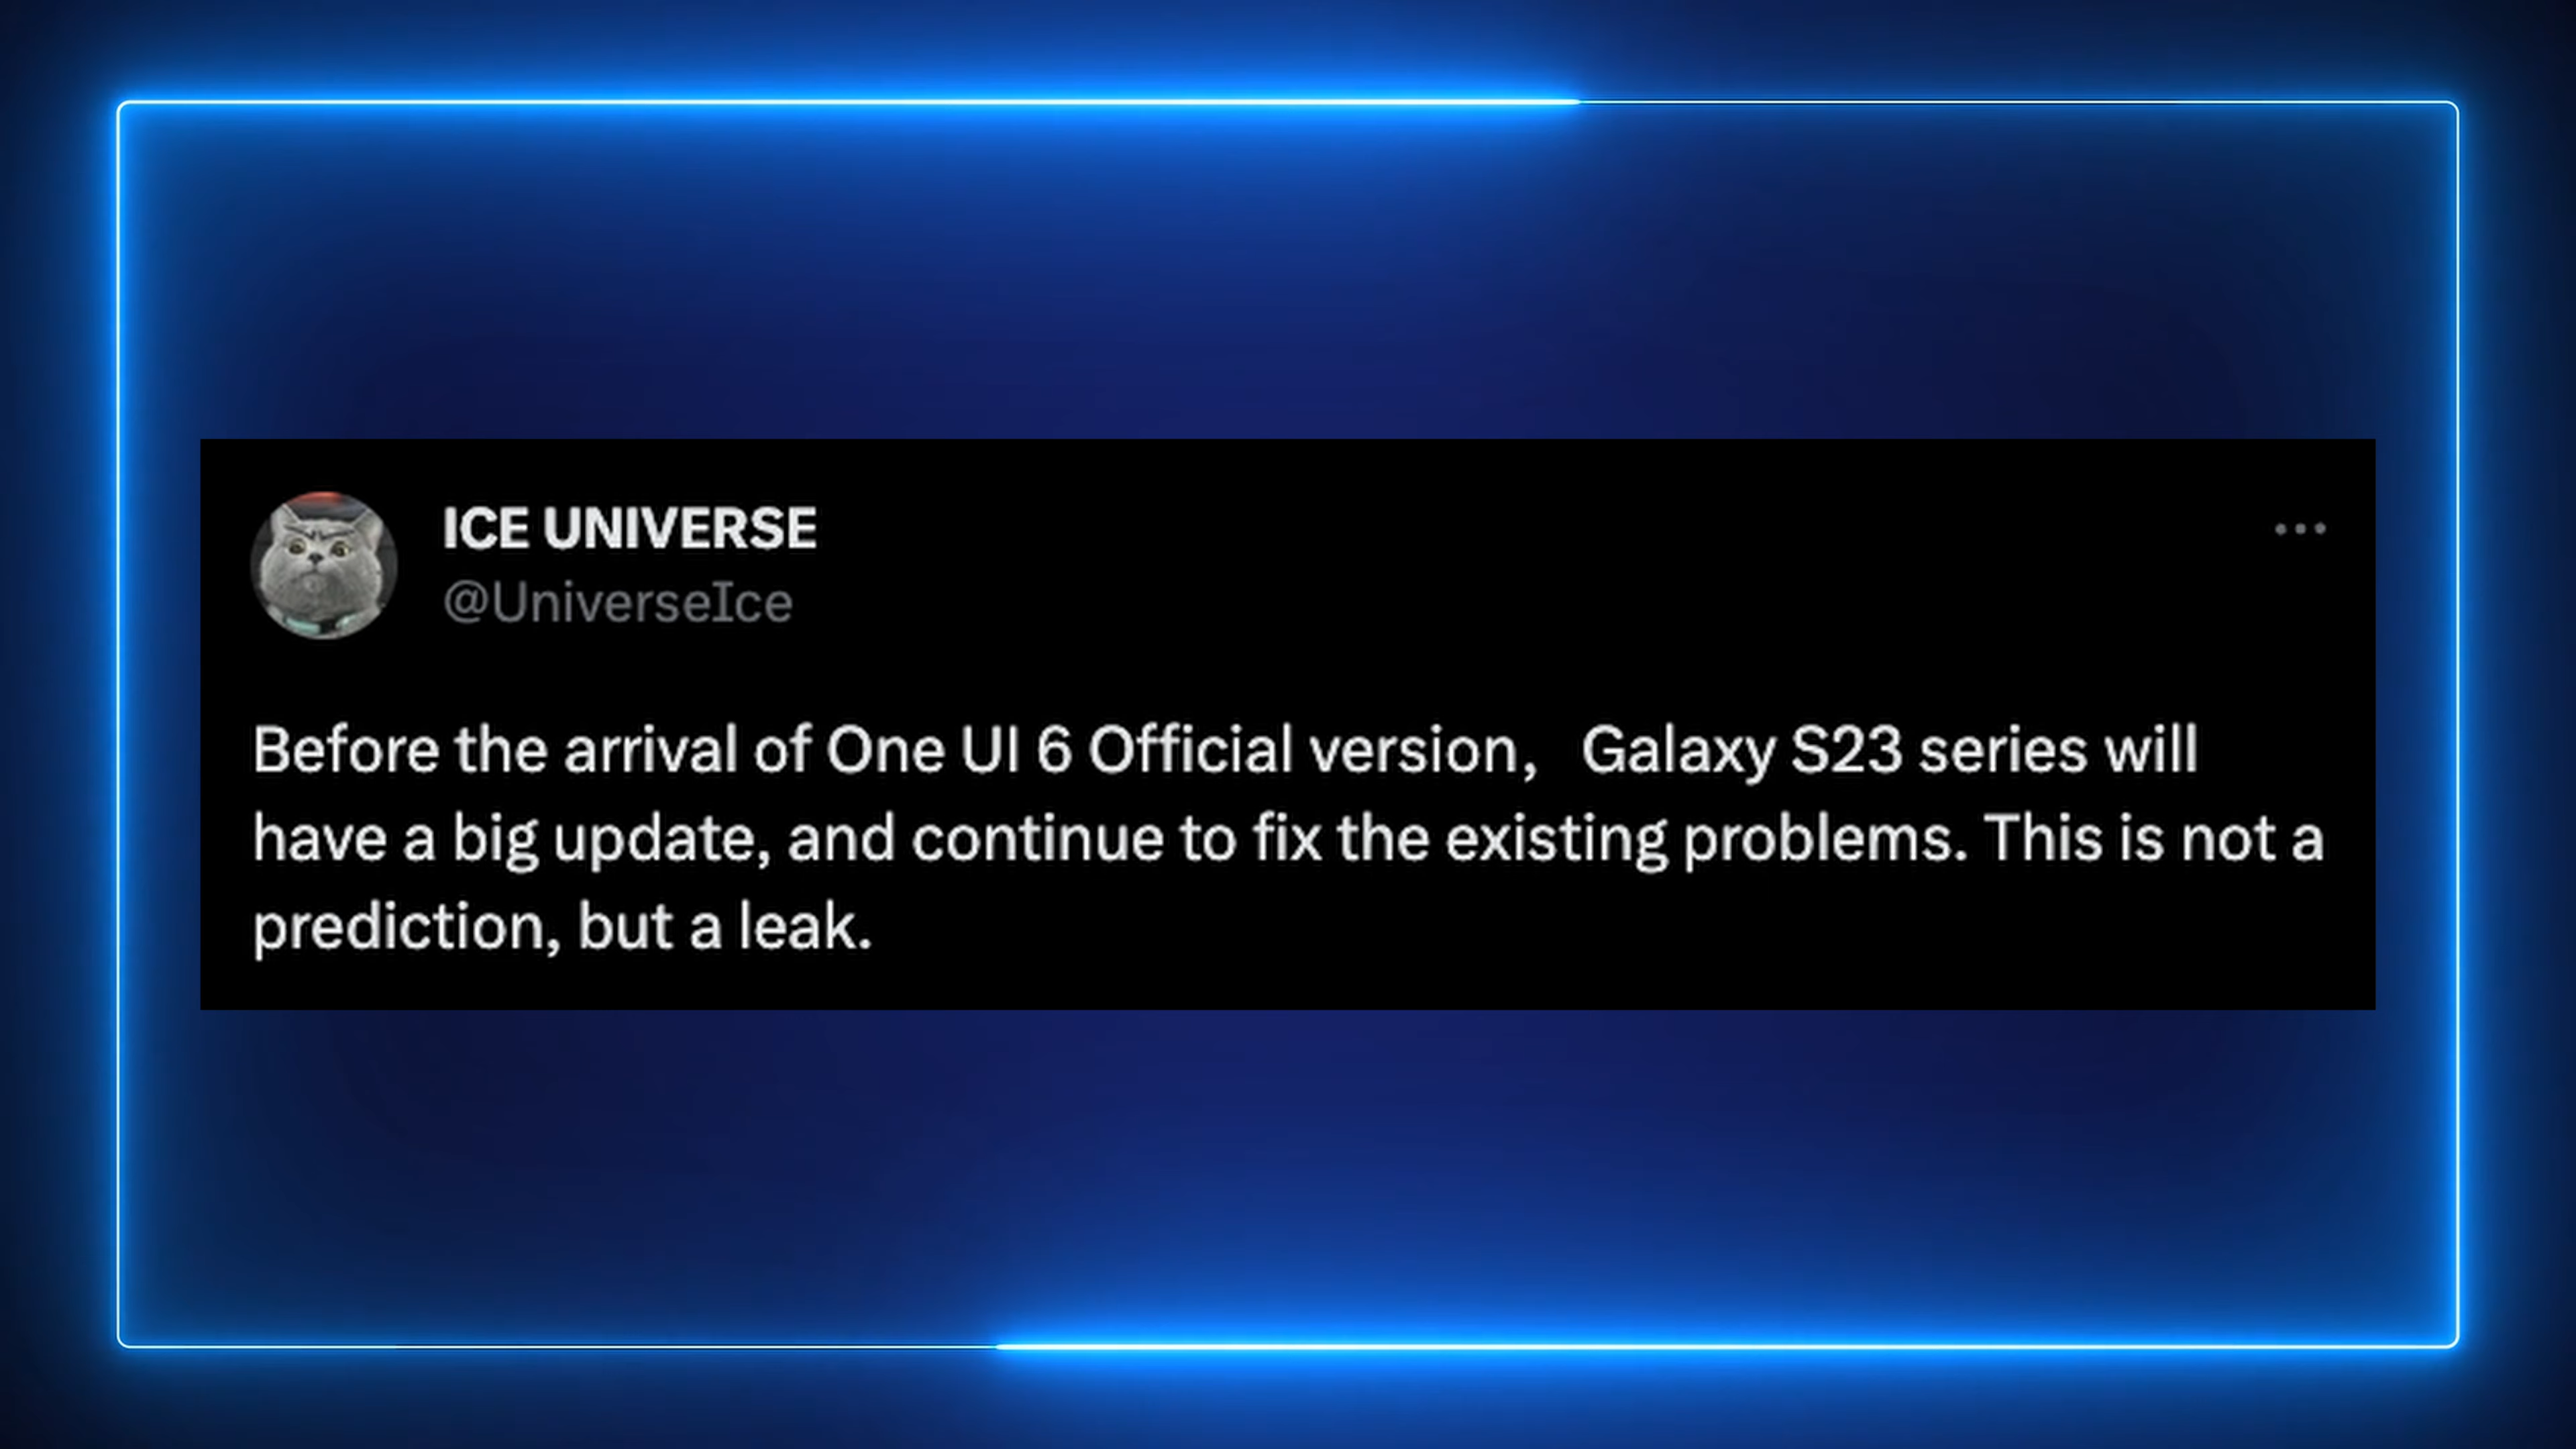 ICE UNIVERSE
@UniverseIce
Before the arrival of One UI 6 Official version,   Galaxy S23 series will
have a big update, and continue to fix the existing problems. This is not a
prediction, but a leak.